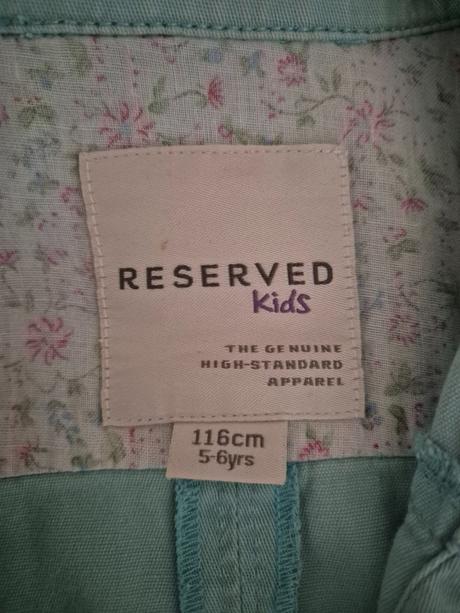 RESERVED
Kids
THE GENUINE
HIGH-STANDARD
APPAREL
116cm
5-6yrs